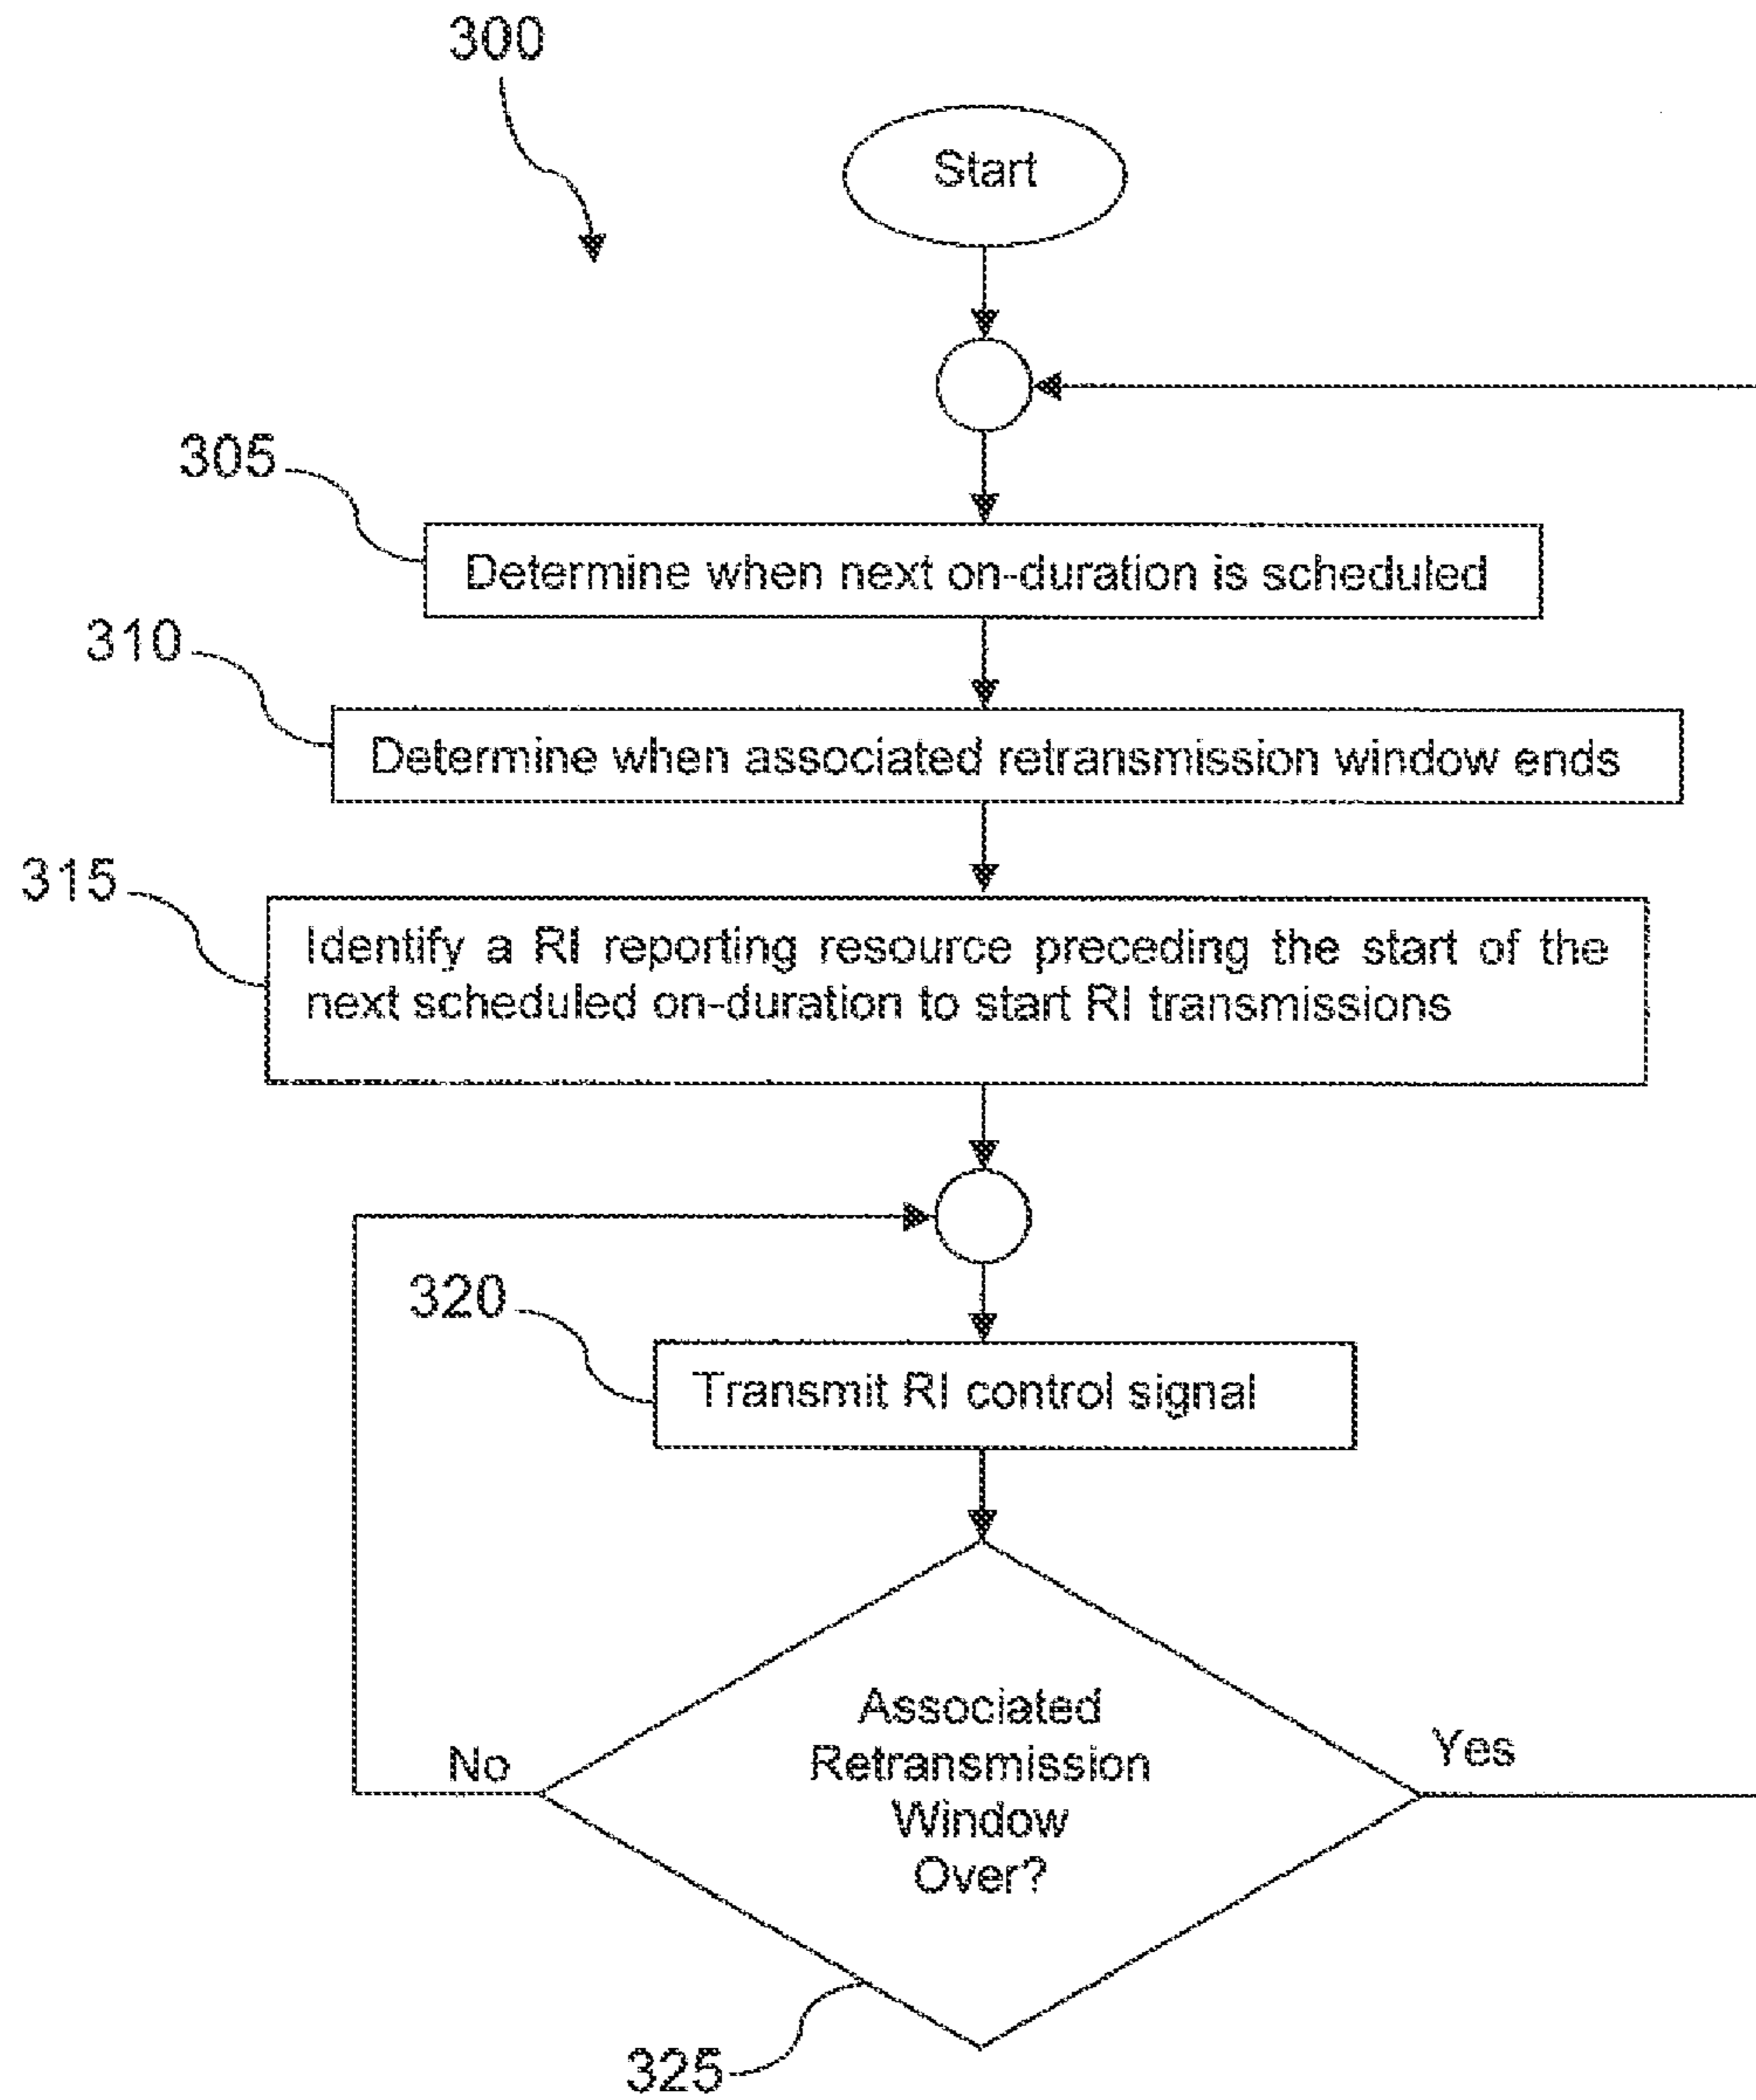 300
Start
305
Determine when next on-duration is scheduled
310
Determine when associated retransmission window ends
315
Identify a RI reporting resource preceding the start of the
next scheduled on-duration to start RI transmissions
320
Transmit RI control signal
Associated
Retransmission
Window
Over?
No
Yes
325